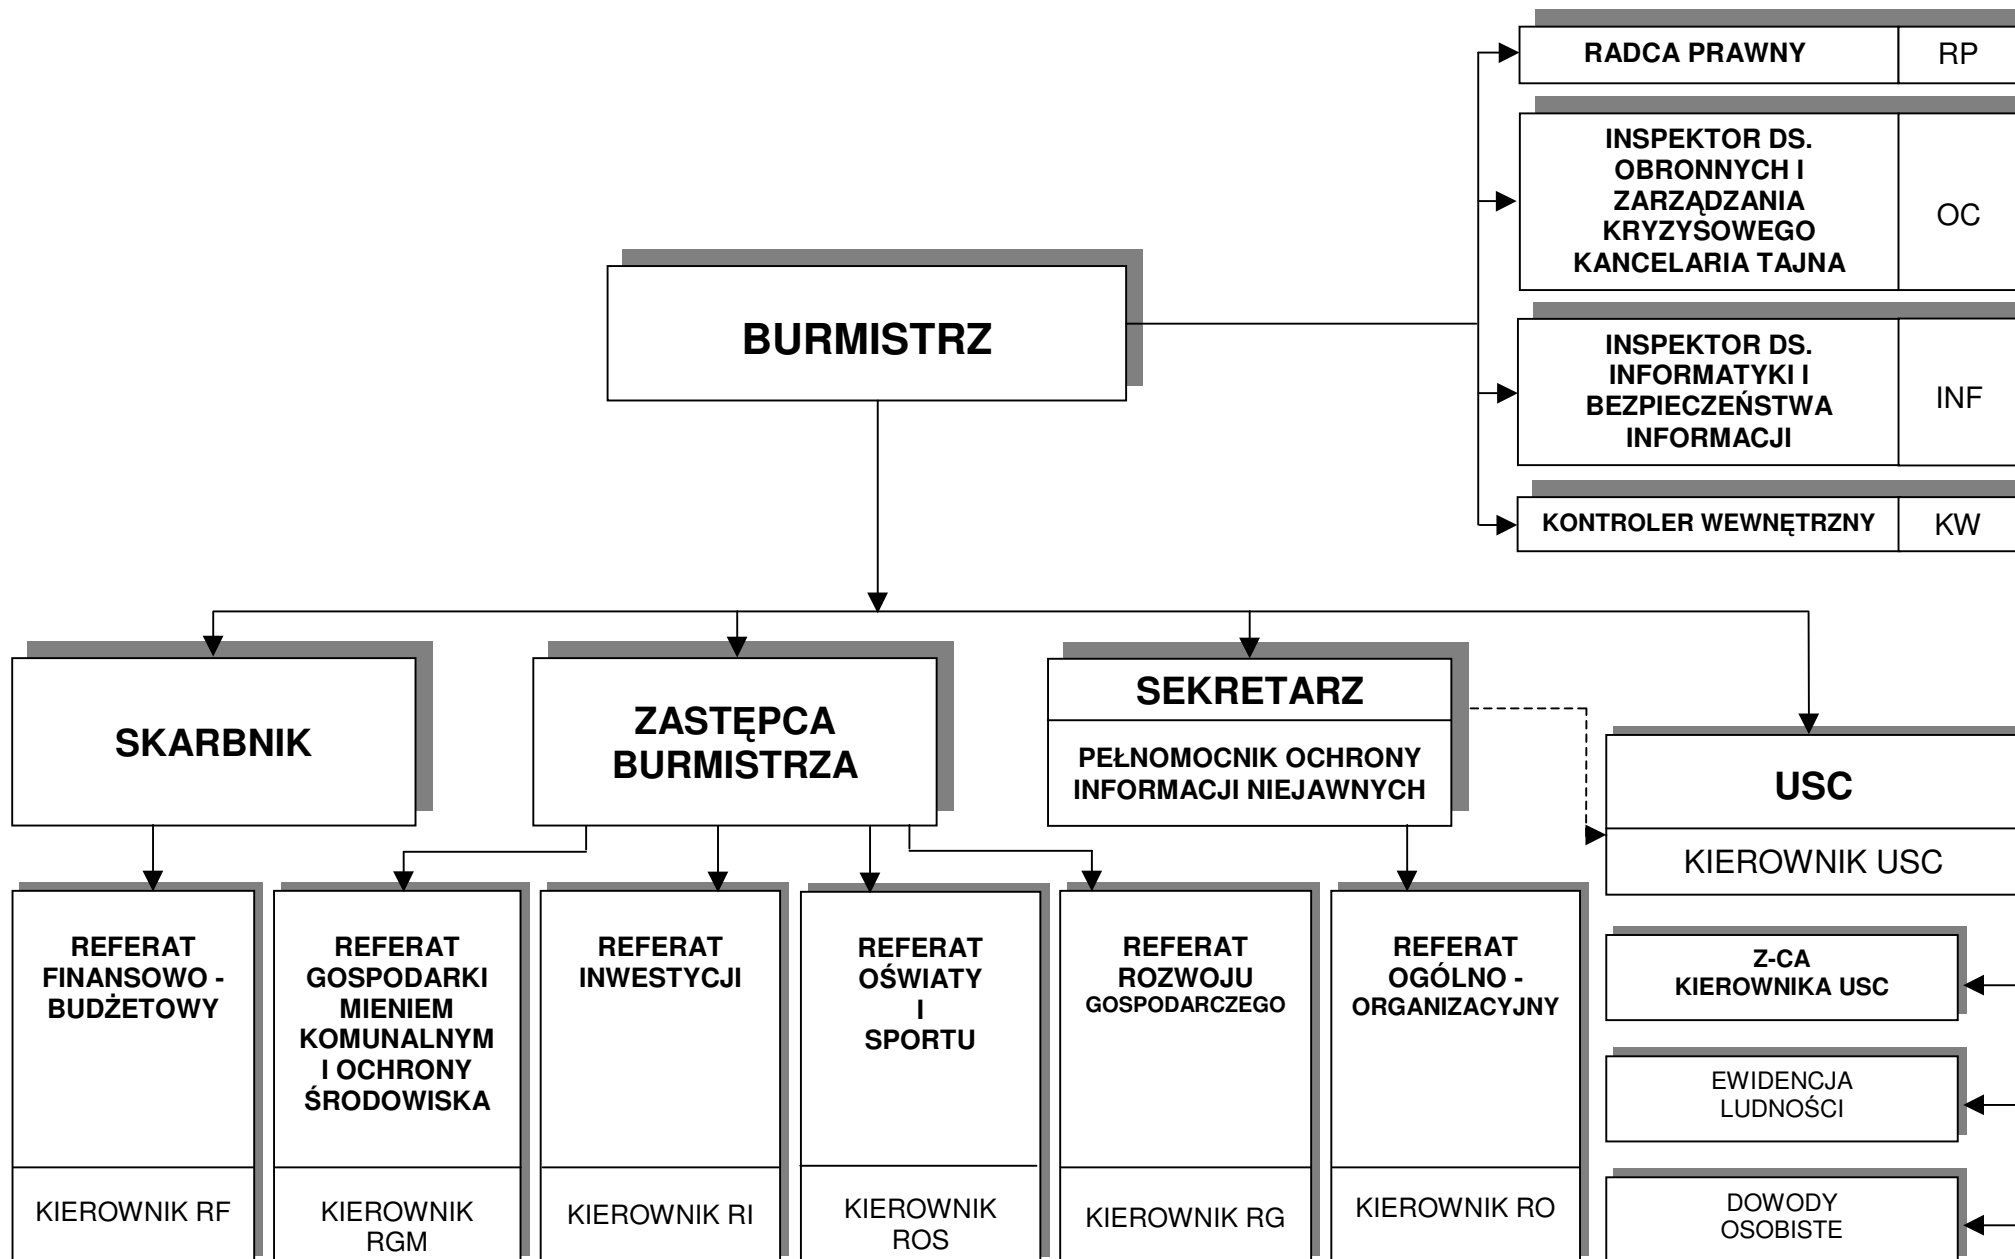 RADCA PRAWNY
RP
INSPEKTOR DS.
OBRONNYCH I
ZARZĄDZANIA
KRYZYSOWEGO
KANCELARIA TAJNA
OC
BURMISTRZ
INSPEKTOR DS.
INFORMATYKI I
BEZPIECZEŃSTWA
INFORMACJI
INF
KONTROLER WEWNĘTRZNY
KW
SKARBNIK
ZASTĘPCA
BURMISTRZA
SEKRETARZ
PEŁNOMOCNIK OCHRONY
INFORMACJI NIEJAWNYCH
USC
KIEROWNIK USC
REFERAT
FINANSOWO -
BUDŻETOWY
KIEROWNIK RF
REFERAT
GOSPODARKI
MIENIEM
KOMUNALNYM
I OCHRONY
ŚRODOWISKA
KIEROWNIK
RGM
REFERAT
INWESTYCJI
KIEROWNIK RI
REFERAT
OŚWIATY
I
SPORTU
KIEROWNIK
ROS
REFERAT
ROZWOJU
GOSPODARCZEGO
KIEROWNIK RG
REFERAT
OGÓLNO -
ORGANIZACYJNY
KIEROWNIK RO
Z-CA
KIEROWNIKA USC
EWIDENCJA
LUDNOŚCI
DOWODY
OSOBISTE